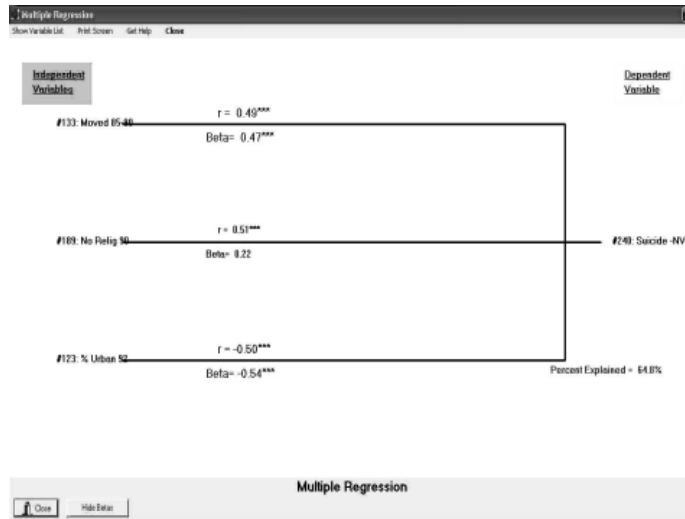 Multiple Regression
Show Variable List Print Screen Get Help Close
Independent
Variables
Dependent
Variable
r = 0.49***
#133: Moved 85-90
Beta= 0.47***
r = 0.51***
#189: No Relig 90
#240: Suicide -NV
Beta= 0.22
r = -0.50***
#123: % Urban
Beta= -0.54***
Percent Explained = 64.8%
Multiple Regression
Close Hide Betas